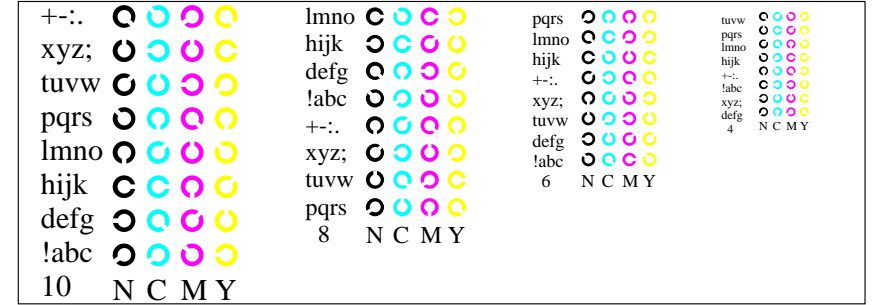 +-:.
xyz;
tuvw
pqrs
lmno
hijk
defg
!abc
10 N C M Y
lmno
hijk
defg
!abc
+-:.
xyz;
tuvw
pqrs
8 N C M Y
pqrs
lmno
hijk
+-:.
xyz;
tuvw
defg
!abc
6 N C M Y
tuvw
pqrs
lmno
hijk
+-:.
!abc
xyz;
defg
4 N C M Y